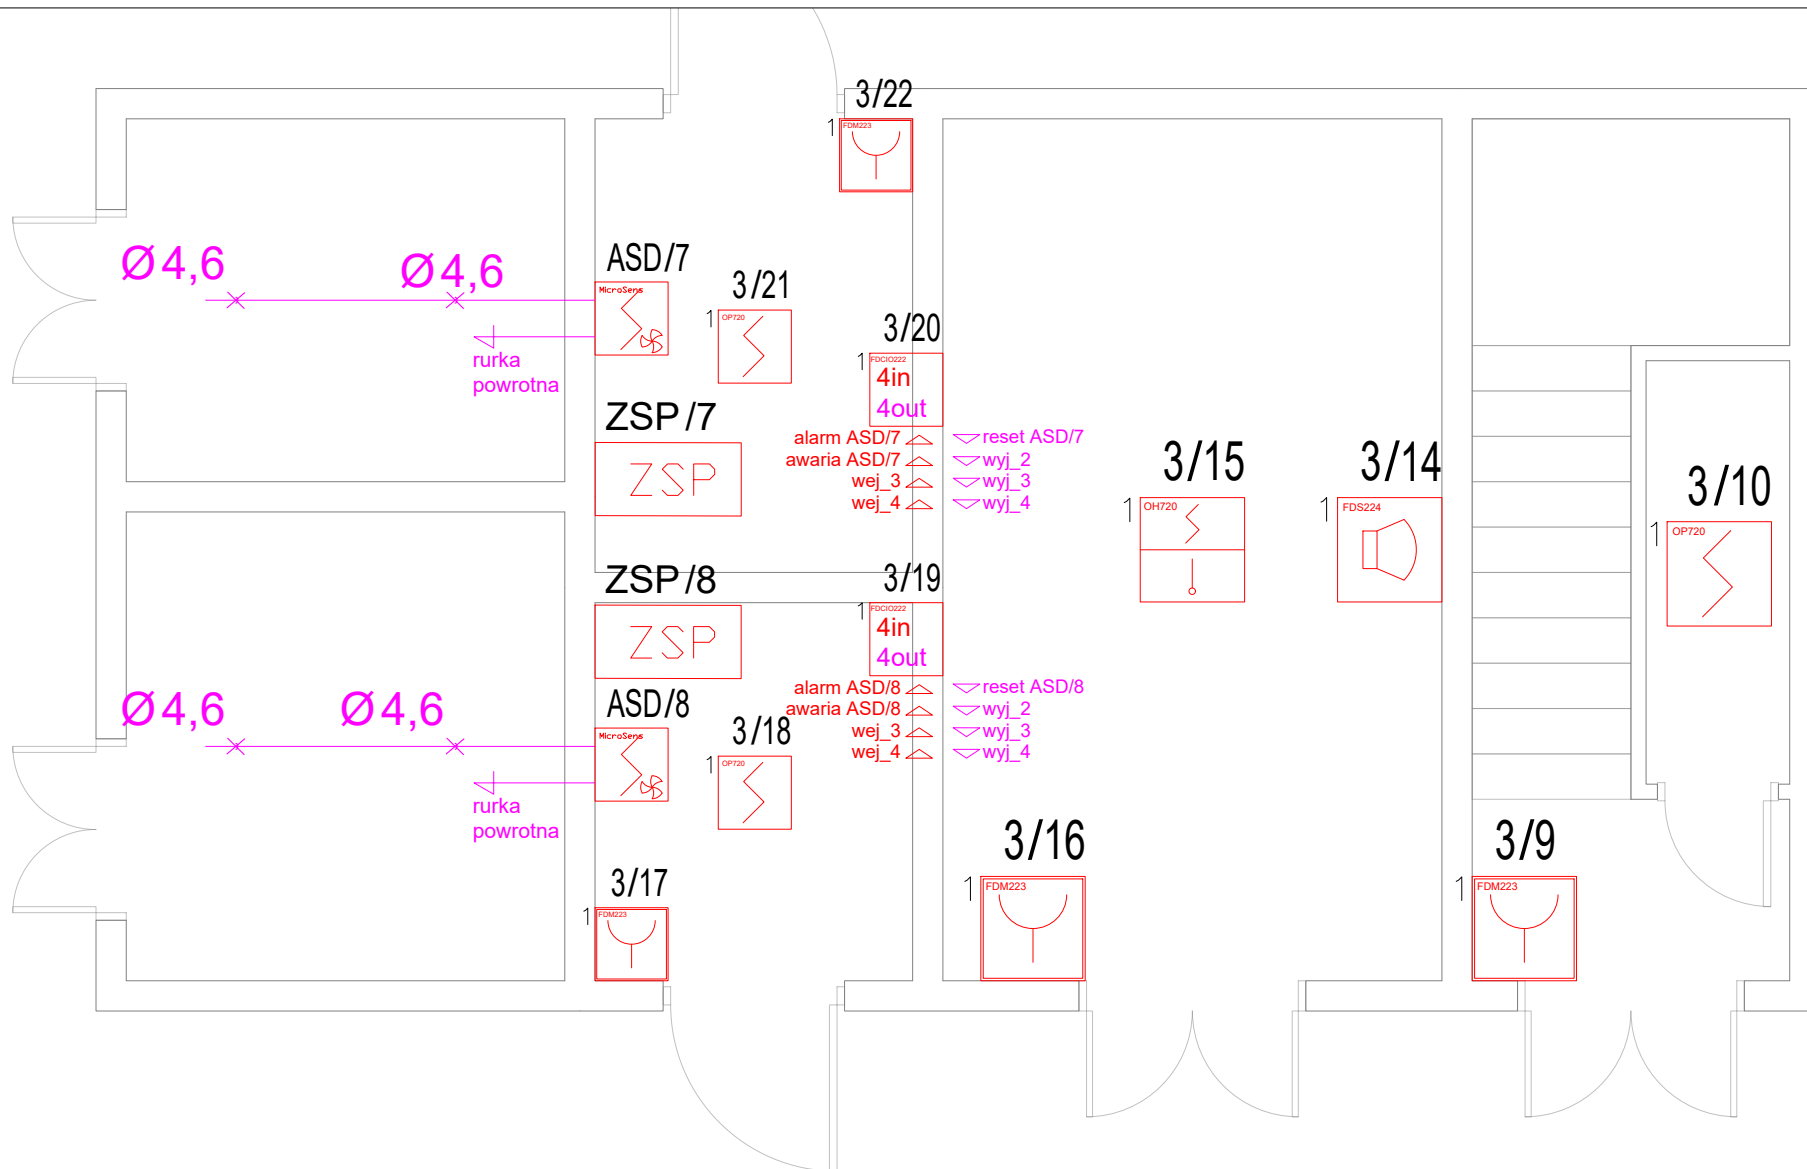 3/22
1
FDM223
Ø4,6
Ø4,6
ASD/7
MicroSens
3/21
1
OP720
rurka
powrotna
3/20
1
FDCIO222
4in
4out
ZSP/7
ZSP
alarm ASD/7
reset ASD/7
awaria ASD/7
wyj_2
wej_3
wyj_3
wej_4
wyj_4
3/15
1
OH720
3/14
1
FDS224
3/10
1
OP720
ZSP/8
ZSP
3/19
1
FDCIO222
4in
4out
alarm ASD/8
reset ASD/8
awaria ASD/8
wyj_2
wej_3
wyj_3
wej_4
wyj_4
Ø4,6
Ø4,6
ASD/8
MicroSens
3/18
1
OP720
rurka
powrotna
3/17
1
FDM223
3/16
1
FDM223
3/9
1
FDM223